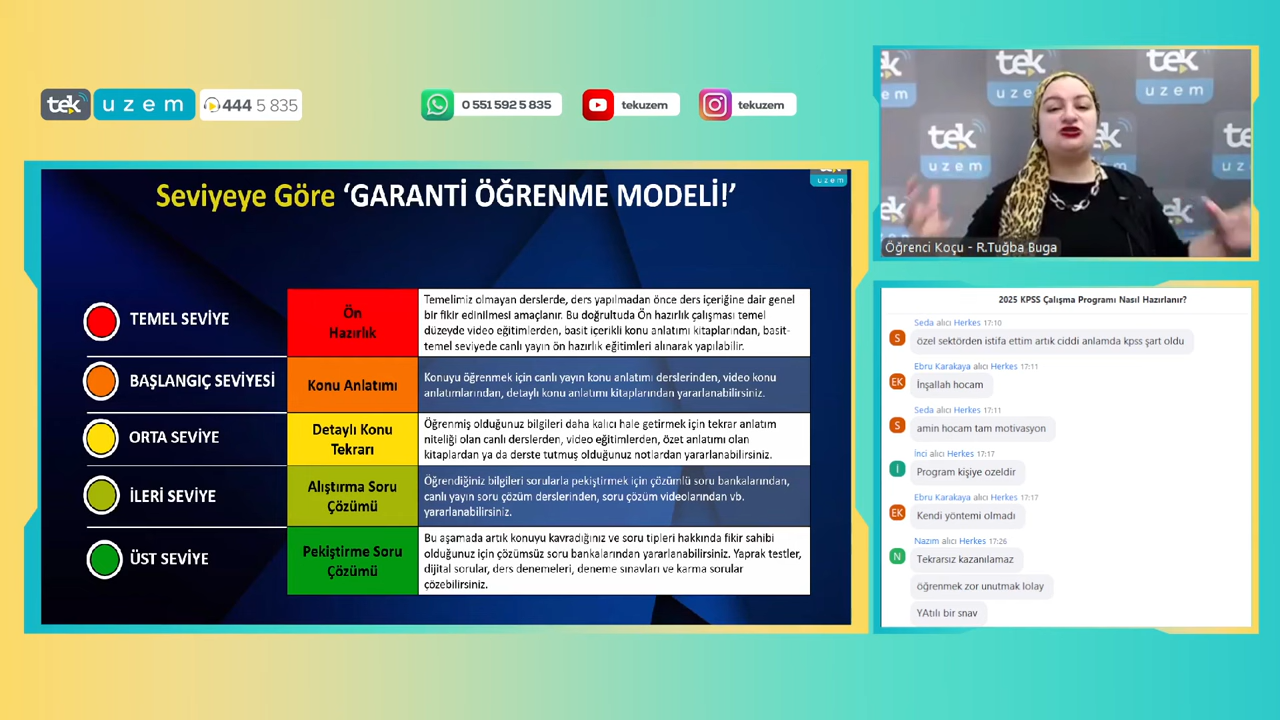 tek uzem 444 5 835
0 551 592 5 835
tekuzem
tekuzem
Seviyeye Göre ‘GARANTİ ÖĞRENME MODELİ!’
uzem
TEMEL SEVİYE
Ön
Hazırlık
Temelimiz olmayan derslerde, ders yapılmadan önce ders içeriğine dair genel
bir fikir edinilmesi amaçlanır. Bu doğrultuda Ön hazırlık çalışması temel
düzeyde video eğitimlerden, basit içerikli konu anlatımı kitaplarından, basit-
temel seviyede canlı yayın ön hazırlık eğitimleri alınarak yapılabilir.
BAŞLANGIÇ SEVİYESİ
Konu Anlatımı
Konuyu öğrenmek için canlı yayın konu anlatımı derslerinden, video konu
anlatımlarından, detaylı konu anlatımı kitaplarından yararlanabilirsiniz.
ORTA SEVİYE
Detaylı Konu
Tekrarı
Öğrenmiş olduğunuz bilgileri daha kalıcı hale getirmek için tekrar anlatım
niteliği olan canlı derslerden, video eğitimlerden, özet anlatımı olan
kitaplardan ya da derste tutmuş olduğunuz notlardan yararlanabilirsiniz.
İLERİ SEVİYE
Alıştırma Soru
Çözümü
Öğrendiğiniz bilgileri sorularla pekiştirmek için çözümlü soru bankalarından,
canlı yayın soru çözüm derslerinden, soru çözüm videolarından vb.
yararlanabilirsiniz.
ÜST SEVİYE
Pekiştirme Soru
Çözümü
Bu aşamada artık konuyu kavradığınız ve soru tipleri hakkında fikir sahibi
olduğunuz için çözümsüz soru bankalarından yararlanabilirsiniz. Yaprak testler,
dijital sorular, ders denemeleri, deneme sınavları ve karma sorular
çözebilirsiniz.
tek
uzem
Öğrenci Koçu - R.Tuğba Buga
2025 KPSS Çalışma Programı Nasıl Hazırlanır?
Seda alıcı Herkes 17:10
S
özel sektörden istifa ettim artık ciddi anlamda kpss şart oldu
Ebru Karakaya alıcı Herkes 17:11
EK
İnşallah hocam
Seda alıcı Herkes 17:11
S
amin hocam tam motivasyon
İnci alıcı Herkes 17:17
İ
Program kişiye ozeldir
Ebru Karakaya alıcı Herkes 17:17
EK
Kendi yöntemi olmadı
Nazım alıcı Herkes 17:26
N
Tekrarsız kazanılamaz
öğrenmek zor unutmak lolay
YAtılı bir snav